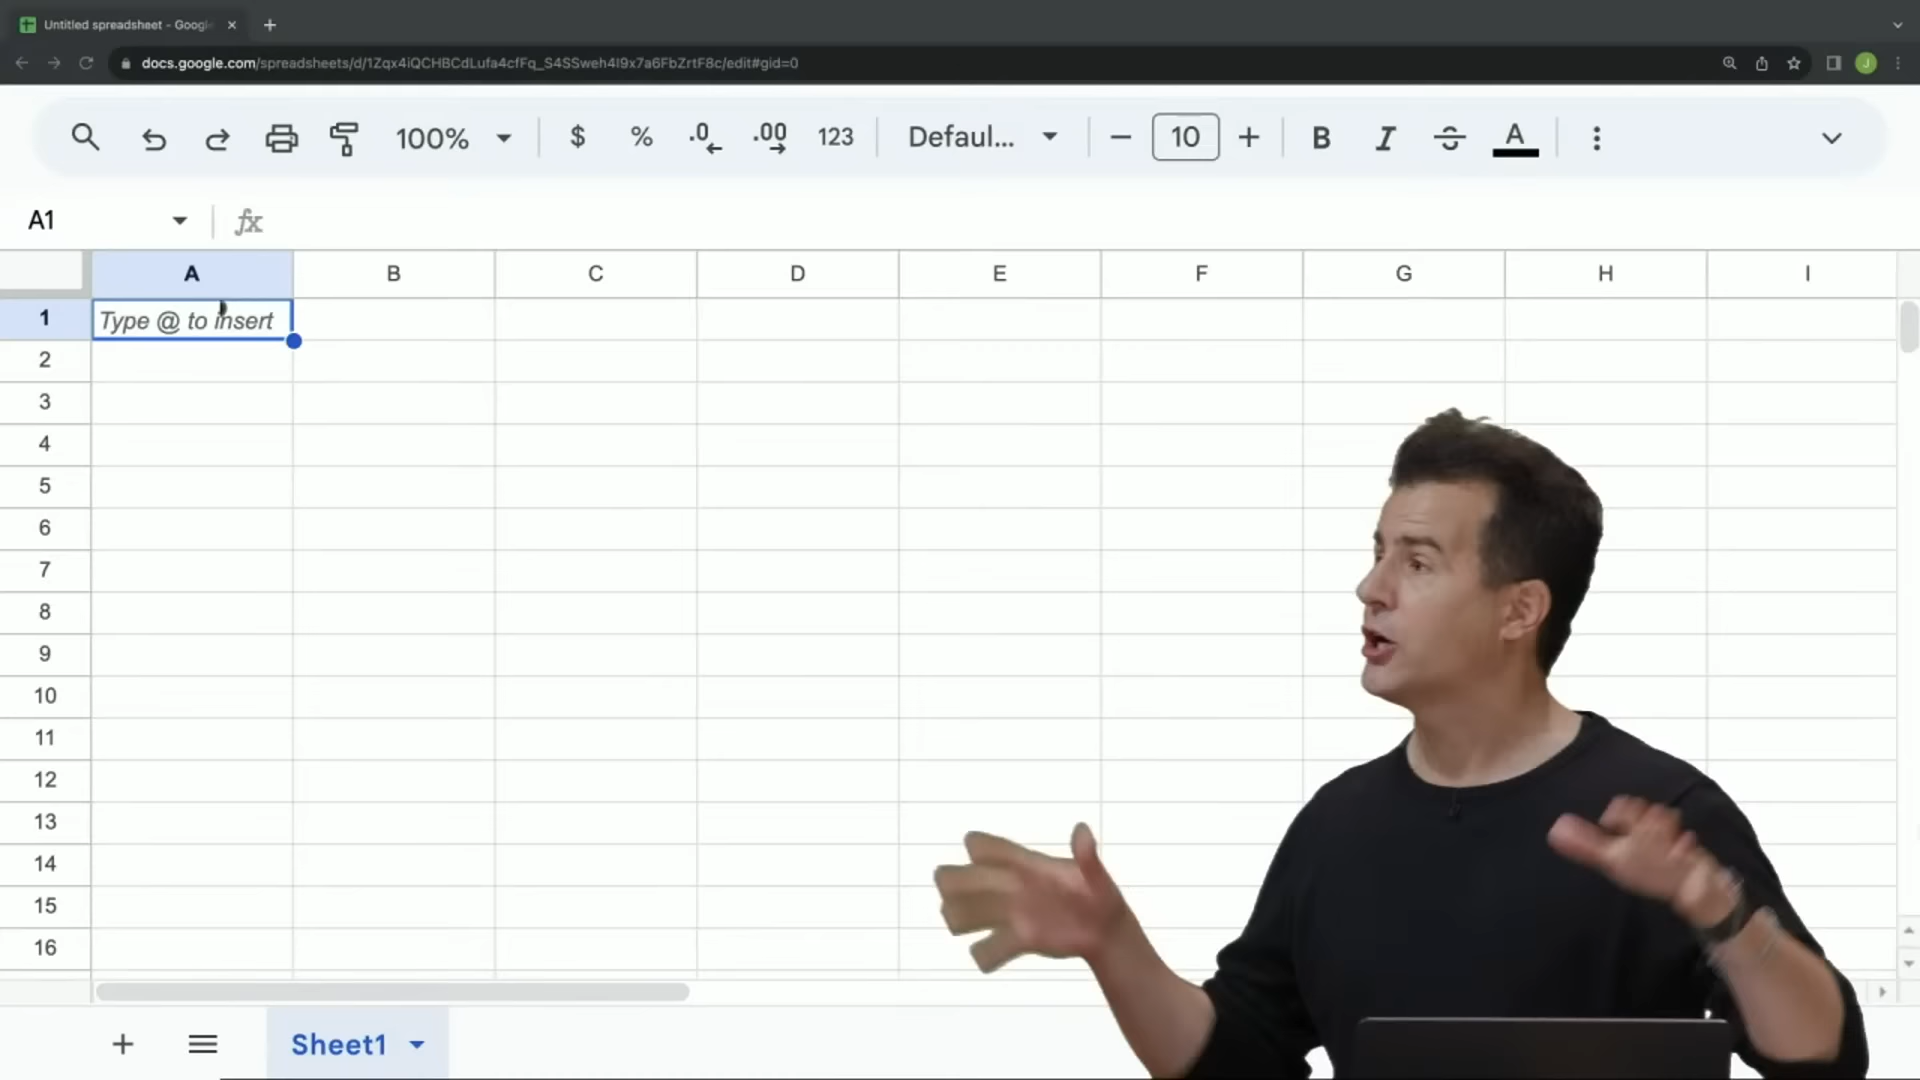 Untitled spreadsheet - Googl
docs.google.com/spreadsheets/d/1Zqx4iQCHBCdLufa4cfFq_S4SSweh4I9x7a6FbZrtF8c/edit#gid=0
J
100% $ % .0 .00 123 Defaul... 10 B I S A
A1 fx
A B C D E F G H I
1 Type @ to insert
2
3
4
5
6
7
8
9
10
11
12
13
14
15
16
Sheet1